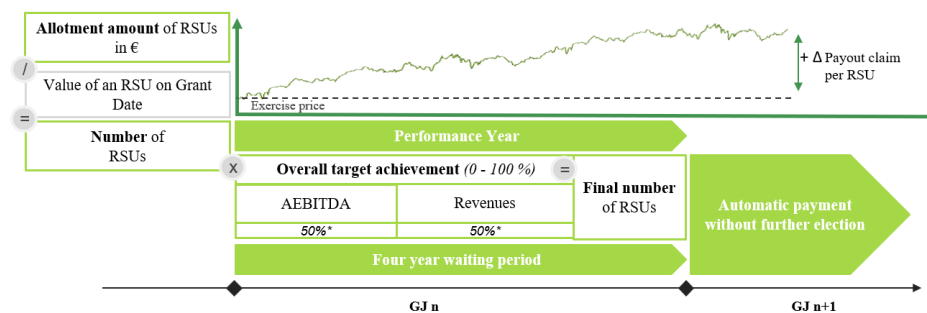 Allotment amount of RSUs
in €
/
Value of an RSU on Grant
Date
=
Number of
RSUs
+ Δ Payout claim
per RSU
Exercise price
Performance Year
x
Overall target achievement (0 - 100 %)
=
AEBITDA
Revenues
50%*
50%*
Final number
of RSUs
Automatic payment
without further election
Four year waiting period
GJ n
GJ n+1